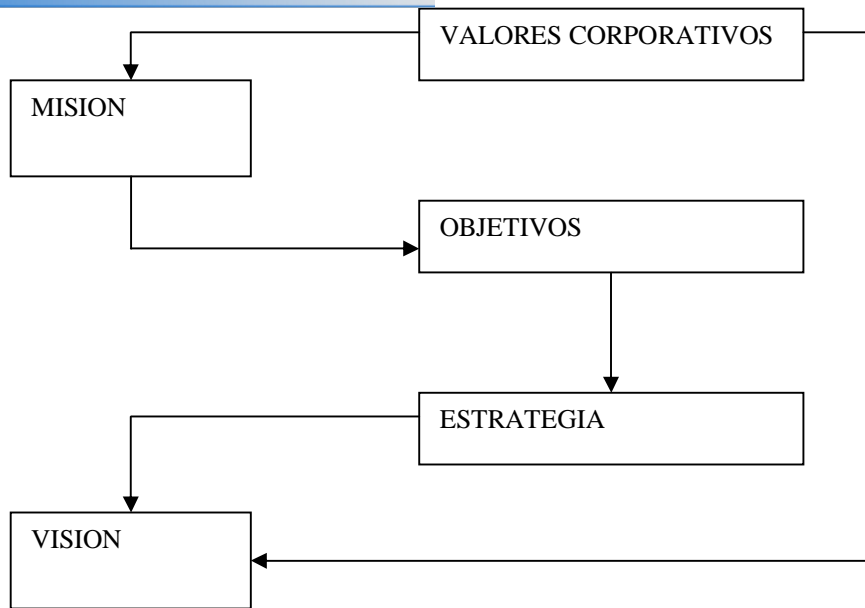 VALORES CORPORATIVOS
MISION
OBJETIVOS
ESTRATEGIA
VISION